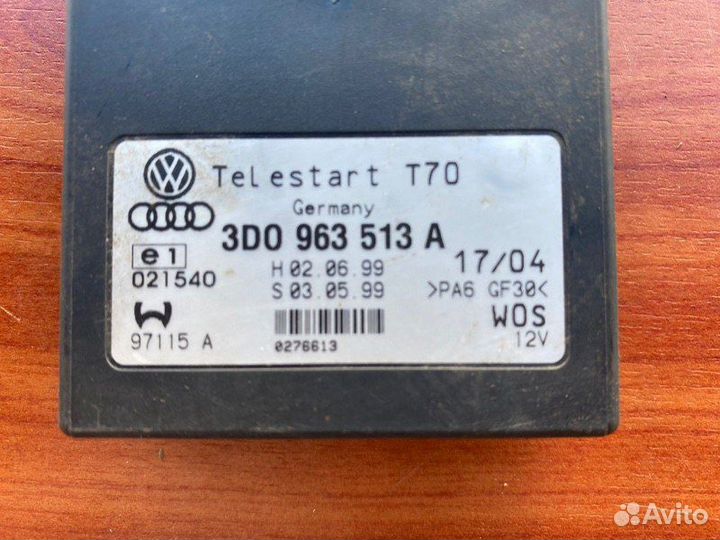 Telestart T70
Germany
3D0 963 513 A
e1
021540
H 02.06.99
S 03.05.99
17/04
>PA6 GF30<
WOS
12V
97115 A
0276613
Avito